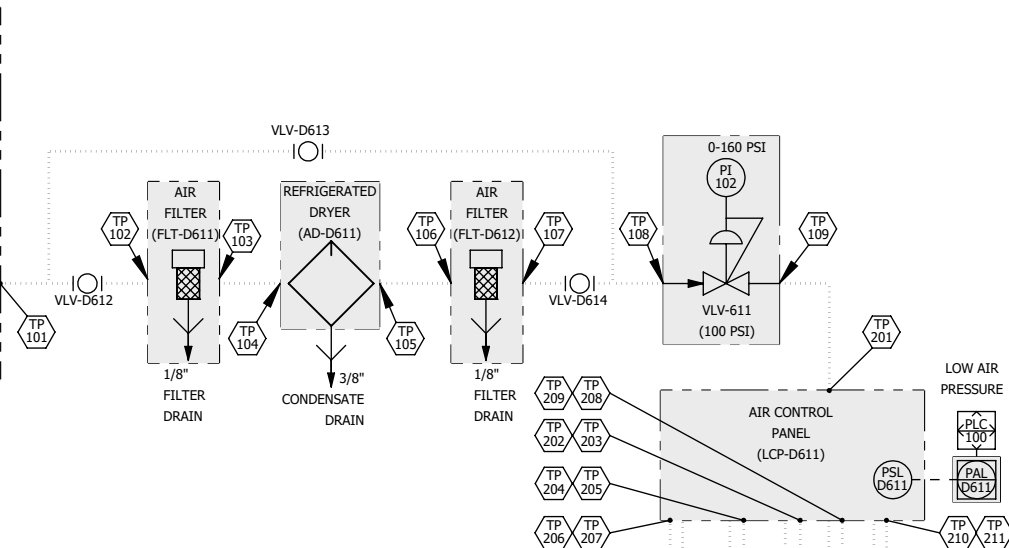 VLV-D613
0-160 PSI
PI
102
AIR
FILTER
(FLT-D611)
REFRIGERATED
DRYER
(AD-D611)
AIR
FILTER
(FLT-D612)
TP
102
TP
103
TP
106
TP
107
TP
108
TP
109
VLV-D612
VLV-D614
VLV-611
(100 PSI)
TP
101
TP
104
TP
105
TP
201
1/8"
FILTER
DRAIN
3/8"
CONDENSATE
DRAIN
1/8"
FILTER
DRAIN
LOW AIR
PRESSURE
TP
209
TP
208
TP
202
TP
203
TP
204
TP
205
TP
206
TP
207
AIR CONTROL
PANEL
(LCP-D611)
PLC
100
PSL
D611
PAL
D611
TP
210
TP
211